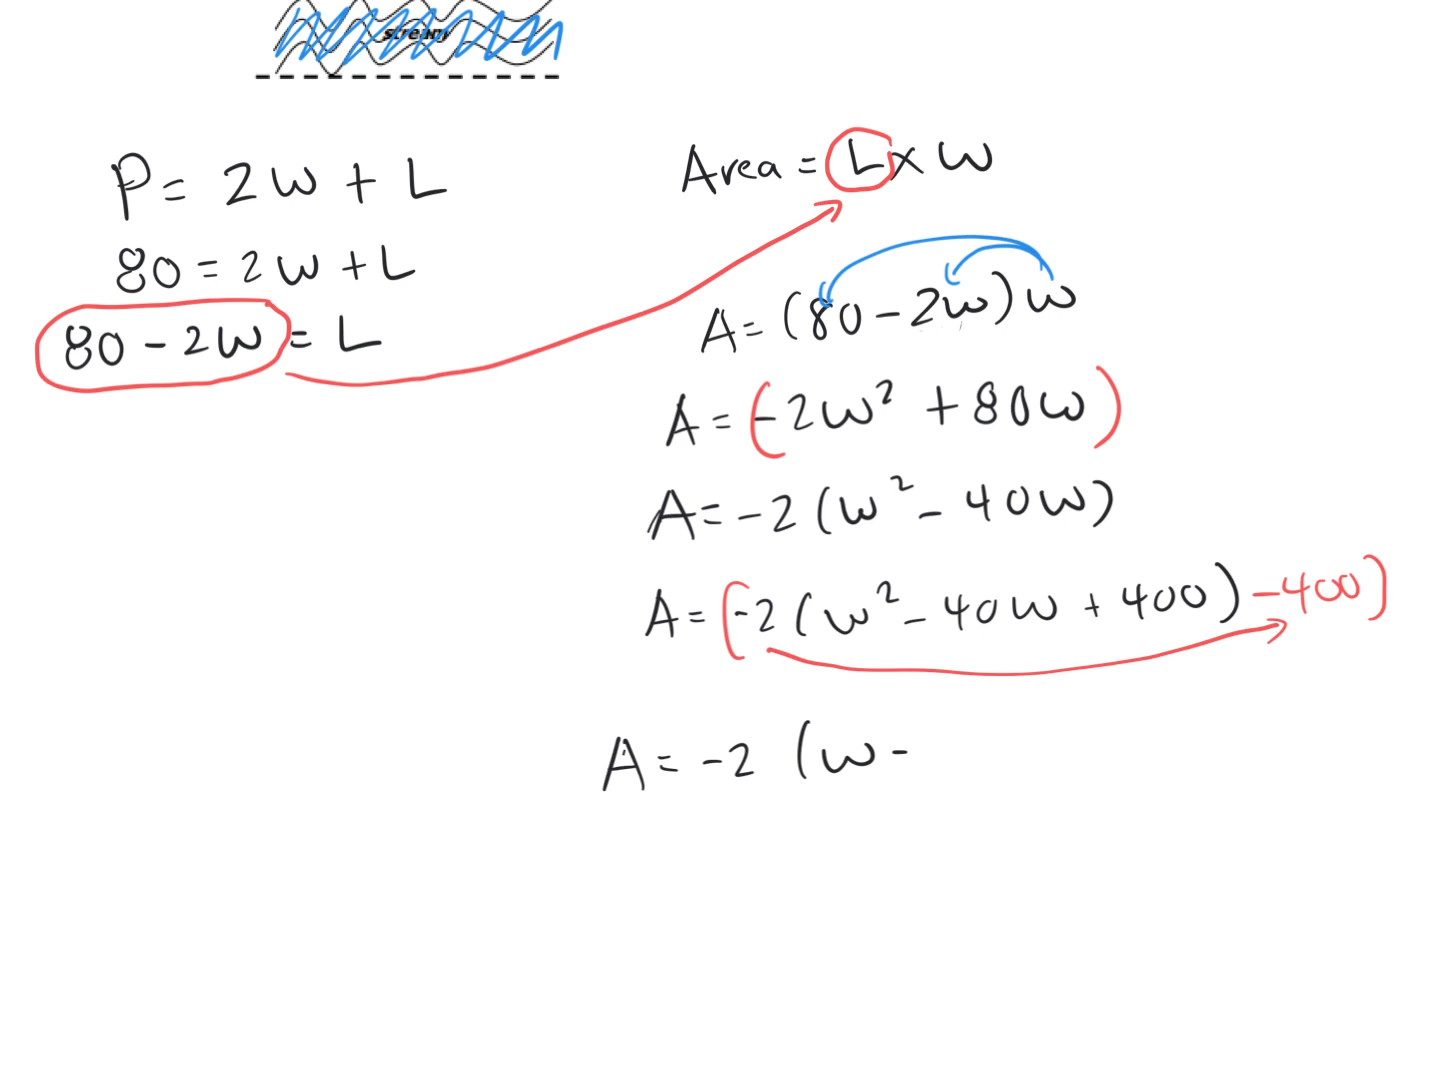 stream
P = 2w + L
80 = 2w + L
80 - 2w = L
Area = L x w
A = (80 - 2w)w
A = (-2w² + 80w)
A = -2(w² - 40w)
A = [-2(w² - 40w + 400) - 400]
A = -2 (w -